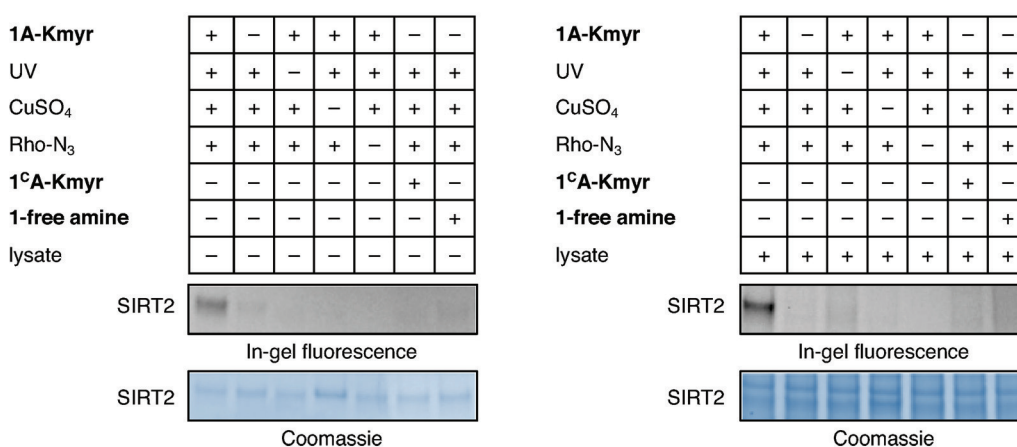 1A-Kmyr + − + + + − −
UV + + − + + + +
CuSO4 + + + − + + +
Rho-N3 + + + + − + +
1CA-Kmyr − − − − − + −
1-free amine − − − − − − +
lysate − − − − − − −
SIRT2
In-gel fluorescence
SIRT2
Coomassie
1A-Kmyr + − + + + − −
UV + + − + + + +
CuSO4 + + + − + + +
Rho-N3 + + + + − + +
1CA-Kmyr − − − − − + −
1-free amine − − − − − − +
lysate + + + + + + +
SIRT2
In-gel fluorescence
SIRT2
Coomassie